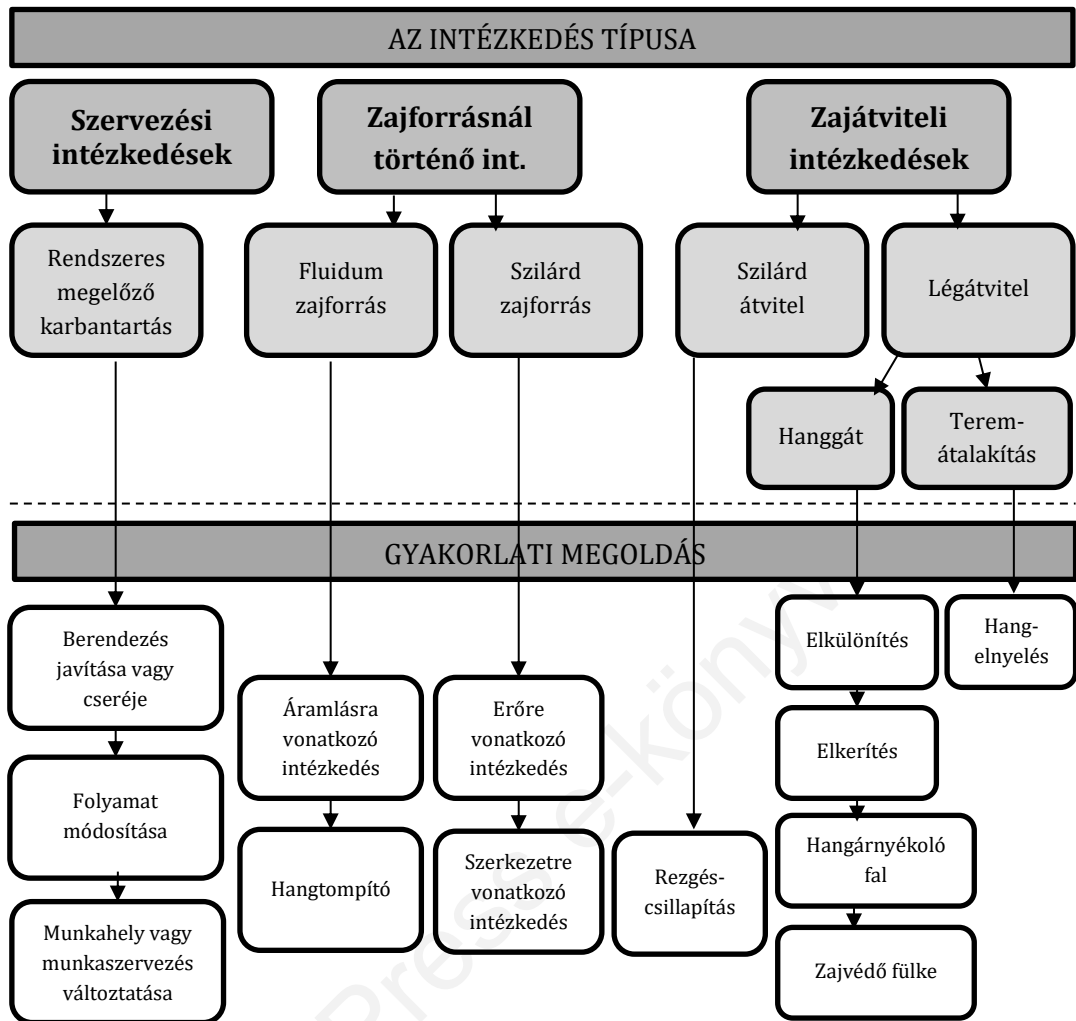 AZ INTÉZKEDÉS TÍPUSA
Szervezési
intézkedések
Zajforrásnál
történő int.
Zajátviteli
intézkedések
Rendszeres
megelőző
karbantartás
Fluidum
zajforrás
Szilárd
zajforrás
Szilárd
átvitel
Légátvitel
Hanggát
Terem-
átalakítás
GYAKORLATI MEGOLDÁS
Berendezés
javítása vagy
cseréje
Folyamat
módosítása
Munkahely vagy
munkaszervezés
változtatása
Áramlásra
vonatkozó
intézkedés
Hangtompító
Erőre
vonatkozó
intézkedés
Szerkezetre
vonatkozó
intézkedés
Rezgés-
csillapítás
Elkülönítés
Elkerítés
Hangárnyékoló
fal
Zajvédő fülke
Hang-
elnyelés
Press e-könyv